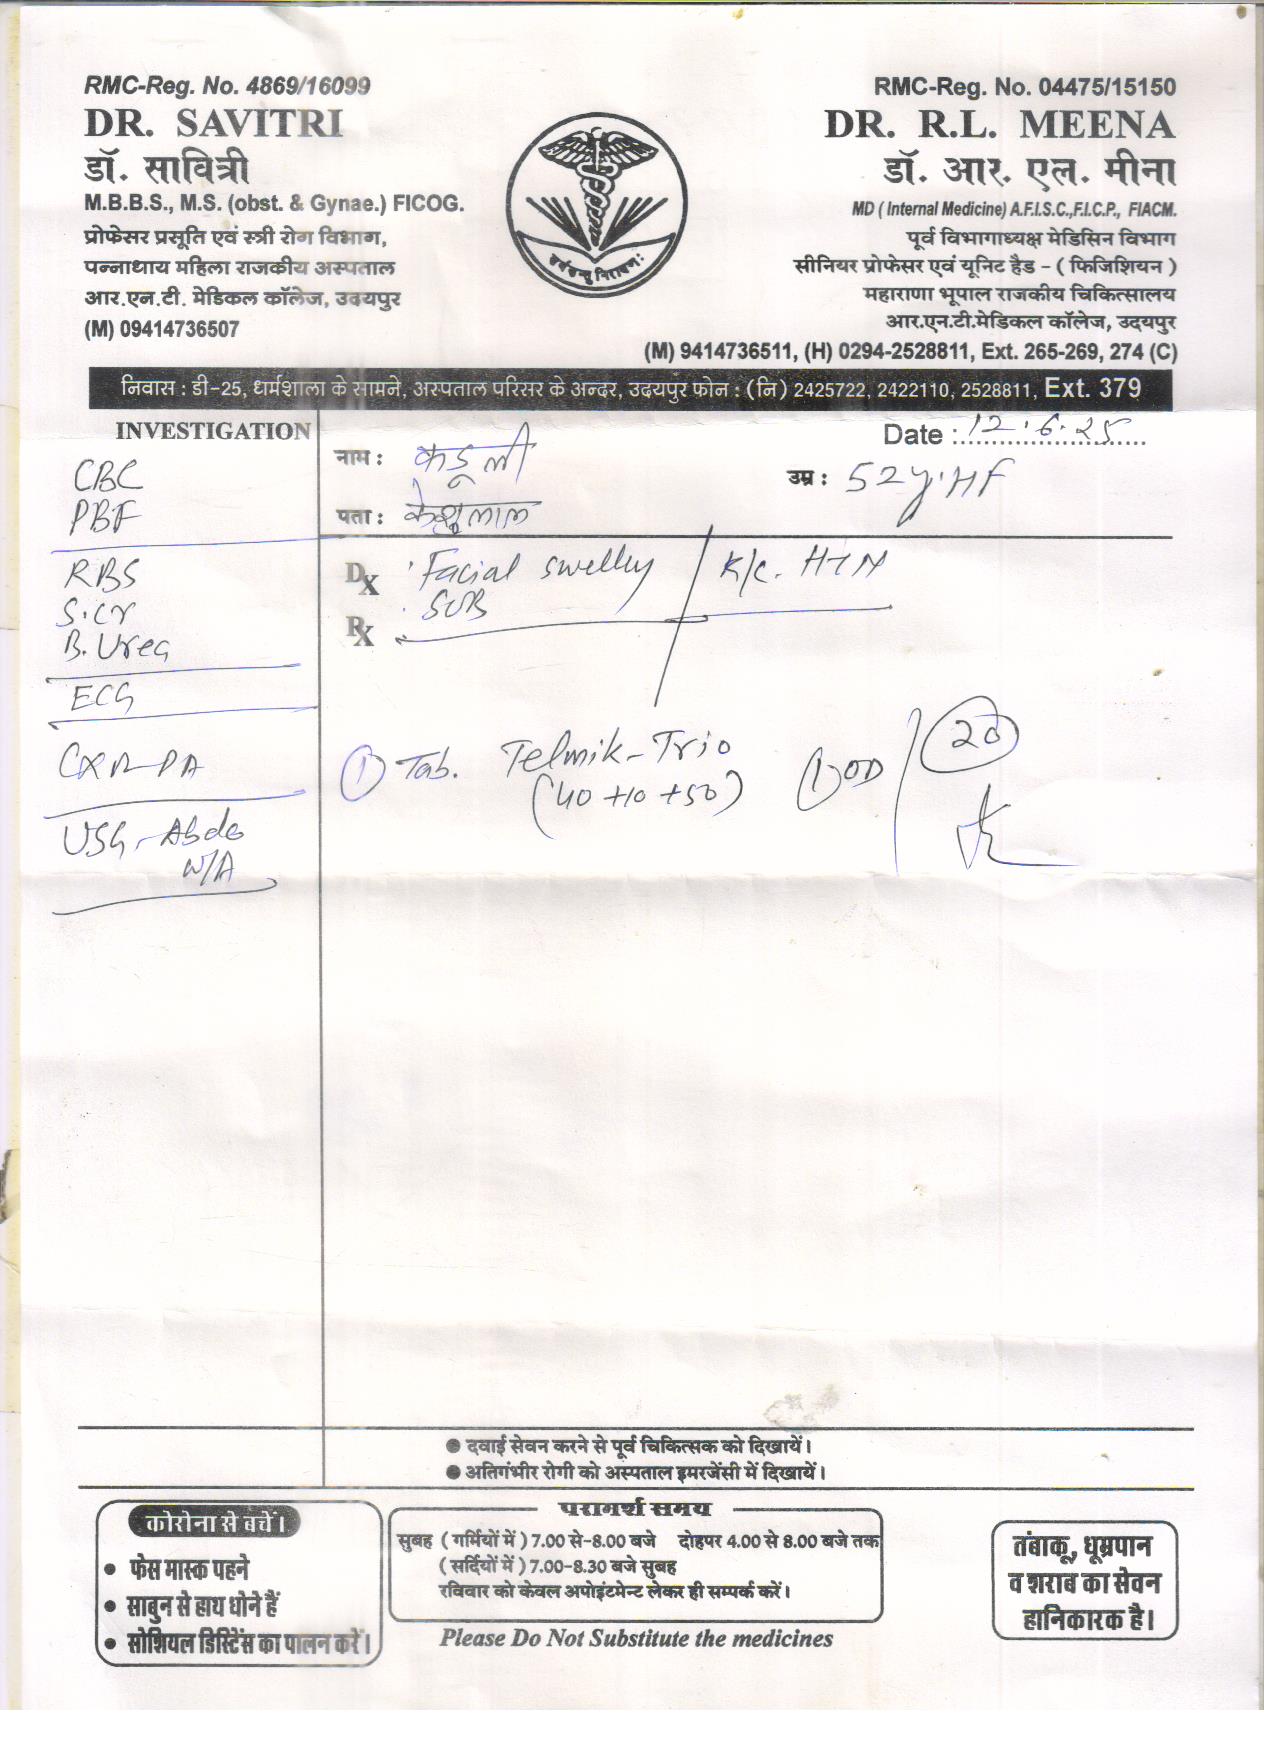 RMC-Reg. No. 4869/16099
DR. SAVITRI
डॉ. सावित्री
M.B.B.S., M.S. (obst. & Gynae.) FICOG.
प्रोफेसर प्रसूति एवं स्त्री रोग विभाग,
पन्नाधाय महिला राजकीय अस्पताल
आर.एन.टी. मेडिकल कॉलेज, उदयपुर
(M) 09414736507
RMC-Reg. No. 04475/15150
DR. R.L. MEENA
डॉ. आर. एल. मीना
MD ( Internal Medicine) A.F.I.S.C.,F.I.C.P., FIACM.
पूर्व विभागाध्यक्ष मेडिसिन विभाग
सीनियर प्रोफेसर एवं यूनिट हैड - ( फिजिशियन )
महाराणा भूपाल राजकीय चिकित्सालय
आर.एन.टी.मेडिकल कॉलेज, उदयपुर
(M) 9414736511, (H) 0294-2528811, Ext. 265-269, 274 (C)
निवास : डी-25, धर्मशाला के सामने, अस्पताल परिसर के अन्दर, उदयपुर फोन : (नि) 2425722, 2422110, 2528811, Ext. 379
INVESTIGATION
CBC
PBF
RBS
S.Cr
B. Urea
ECG
CXR-PA
USG-Abdo
W/A
Date : 12.6.25
नाम :
उम्र : 52y. HF
पता : केशुलाल
Dx Facial swelling K/c. HTN
SOB
Rx
① Tab. Telmik-Trio ① OD 20
(40+10+50)
● दवाई सेवन करने से पूर्व चिकित्सक को दिखायें।
● अतिगंभीर रोगी को अस्पताल इमरजेंसी में दिखायें।
कोरोना से बचें।
● फेस मास्क पहने
● साबुन से हाथ धोने हैं
● सोशियल डिस्टिेंस का पालन करें।
परामर्श समय
सुबह ( गर्मियों में ) 7.00 से-8.00 बजे दोहपर 4.00 से 8.00 बजे तक
( सर्दियों में ) 7.00-8.30 बजे सुबह
रविवार को केवल अपोइंटमेन्ट लेकर ही सम्पर्क करें।
Please Do Not Substitute the medicines
तंबाकू, धूम्रपान
व शराब का सेवन
हानिकारक है।